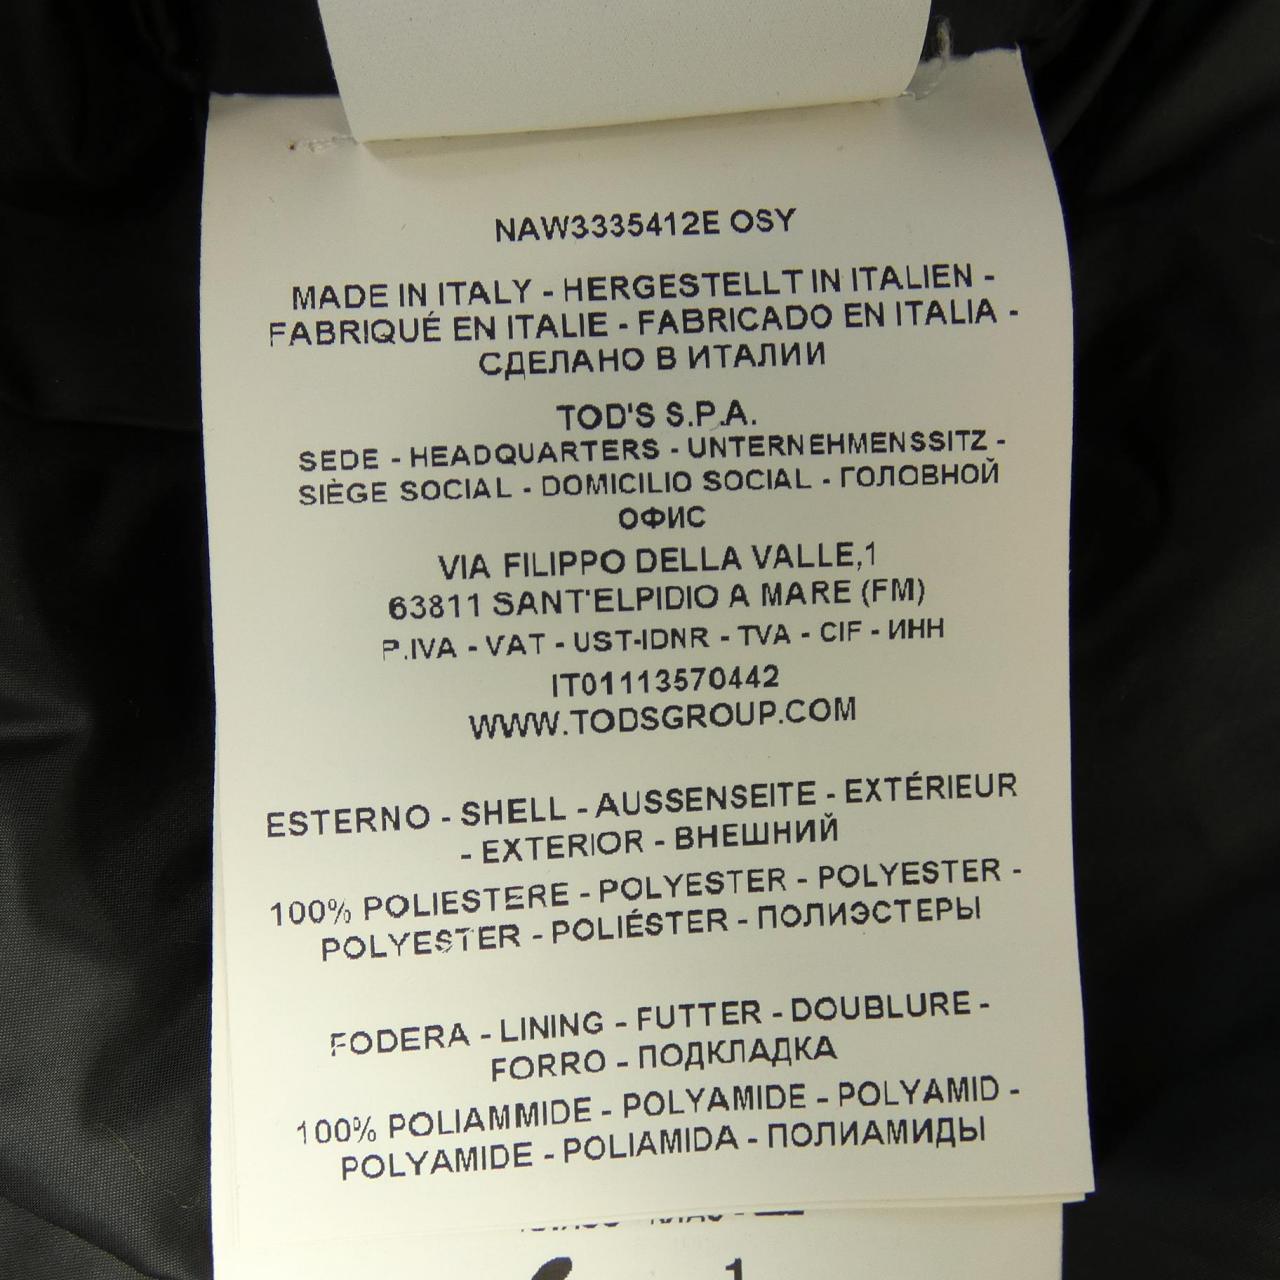 NAW3335412E OSY
MADE IN ITALY - HERGESTELLT IN ITALIEN -
FABRIQUÉ EN ITALIE - FABRICADO EN ITALIA -
СДЕЛАНО В ИТАЛИИ
TOD'S S.P.A.
SEDE - HEADQUARTERS - UNTERNEHMENSSITZ -
SIÈGE SOCIAL - DOMICILIO SOCIAL - ГОЛОВНОЙ
ОФИС
VIA FILIPPO DELLA VALLE,1
63811 SANT'ELPIDIO A MARE (FM)
P.IVA - VAT - UST-IDNR - TVA - CIF - ИНН
IT01113570442
WWW.TODSGROUP.COM
ESTERNO - SHELL - AUSSENSEITE - EXTÉRIEUR
- EXTERIOR - ВНЕШНИЙ
100% POLIESTERE - POLYESTER - POLYESTER -
POLYESTER - POLIÉSTER - ПОЛИЭСТЕРЫ
FODERA - LINING - FUTTER - DOUBLURE -
FORRO - ПОДКЛАДКА
100% POLIAMMIDE - POLYAMIDE - POLYAMID -
POLYAMIDE - POLIAMIDA - ПОЛИАМИДЫ